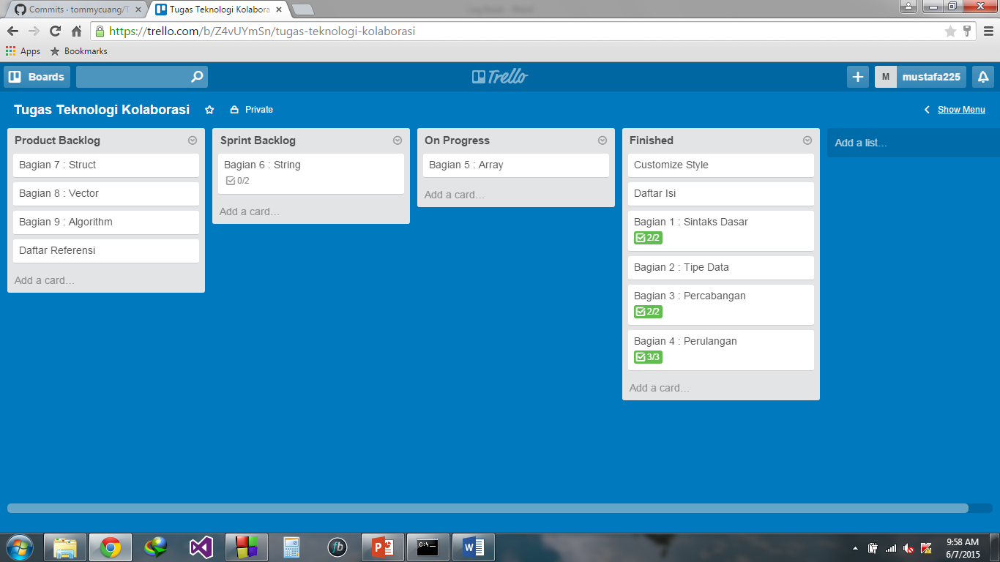 Commits · tommycuang/T
Tugas Teknologi Kolabora
https://trello.com/b/Z4vUYmSn/tugas-teknologi-kolaborasi
Apps
Bookmarks
Boards
Trello
M
mustafa225
Tugas Teknologi Kolaborasi
Private
Show Menu
Product Backlog
Bagian 7 : Struct
Bagian 8 : Vector
Bagian 9 : Algorithm
Daftar Referensi
Add a card…
Sprint Backlog
Bagian 6 : String
0/2
Add a card…
On Progress
Bagian 5 : Array
Add a card…
Finished
Customize Style
Daftar Isi
Bagian 1 : Sintaks Dasar
2/2
Bagian 2 : Tipe Data
Bagian 3 : Percabangan
2/2
Bagian 4 : Perulangan
3/3
Add a card…
Add a list…
fb
9:58 AM
6/7/2015